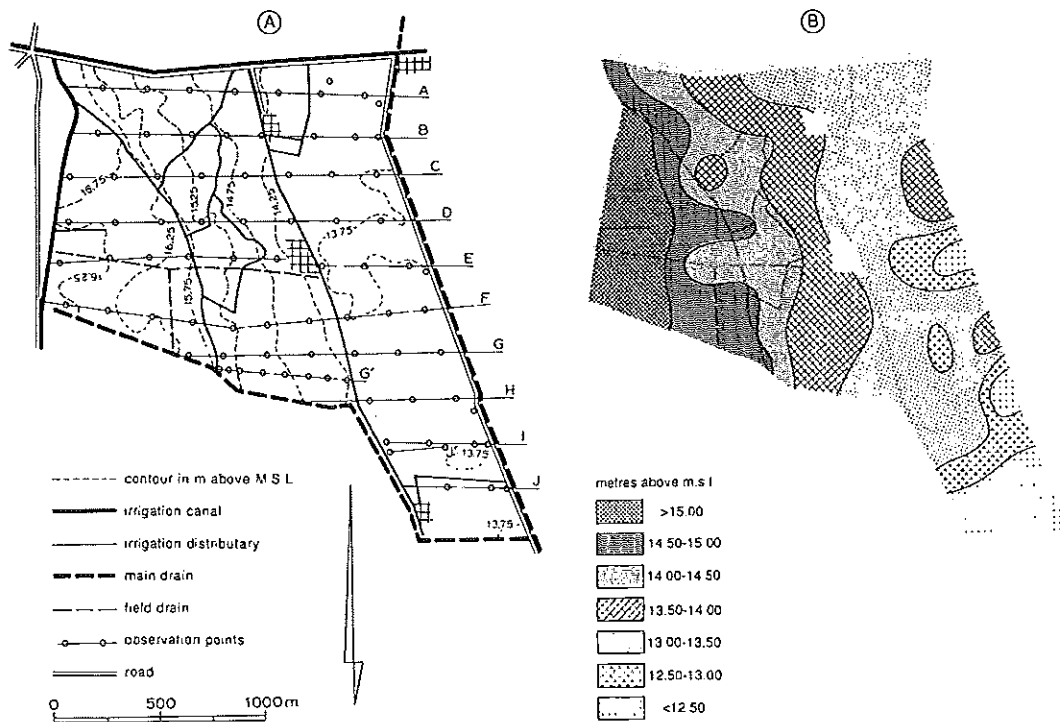 A
B
A
B
C
16.75
15.25
14.75
14.25
D
16.25
13.75
E
16.25
15.75
F
G
G'
H
I
13.75
J
13.75
contour in m above M S L
irrigation canal
irrigation distributary
main drain
field drain
observation points
road
0 500 1000 m
metres above m.s l
>15.00
14 50-15 00
14 00-14 50
13.50-14 00
13 00-13.50
12.50-13.00
<12 50